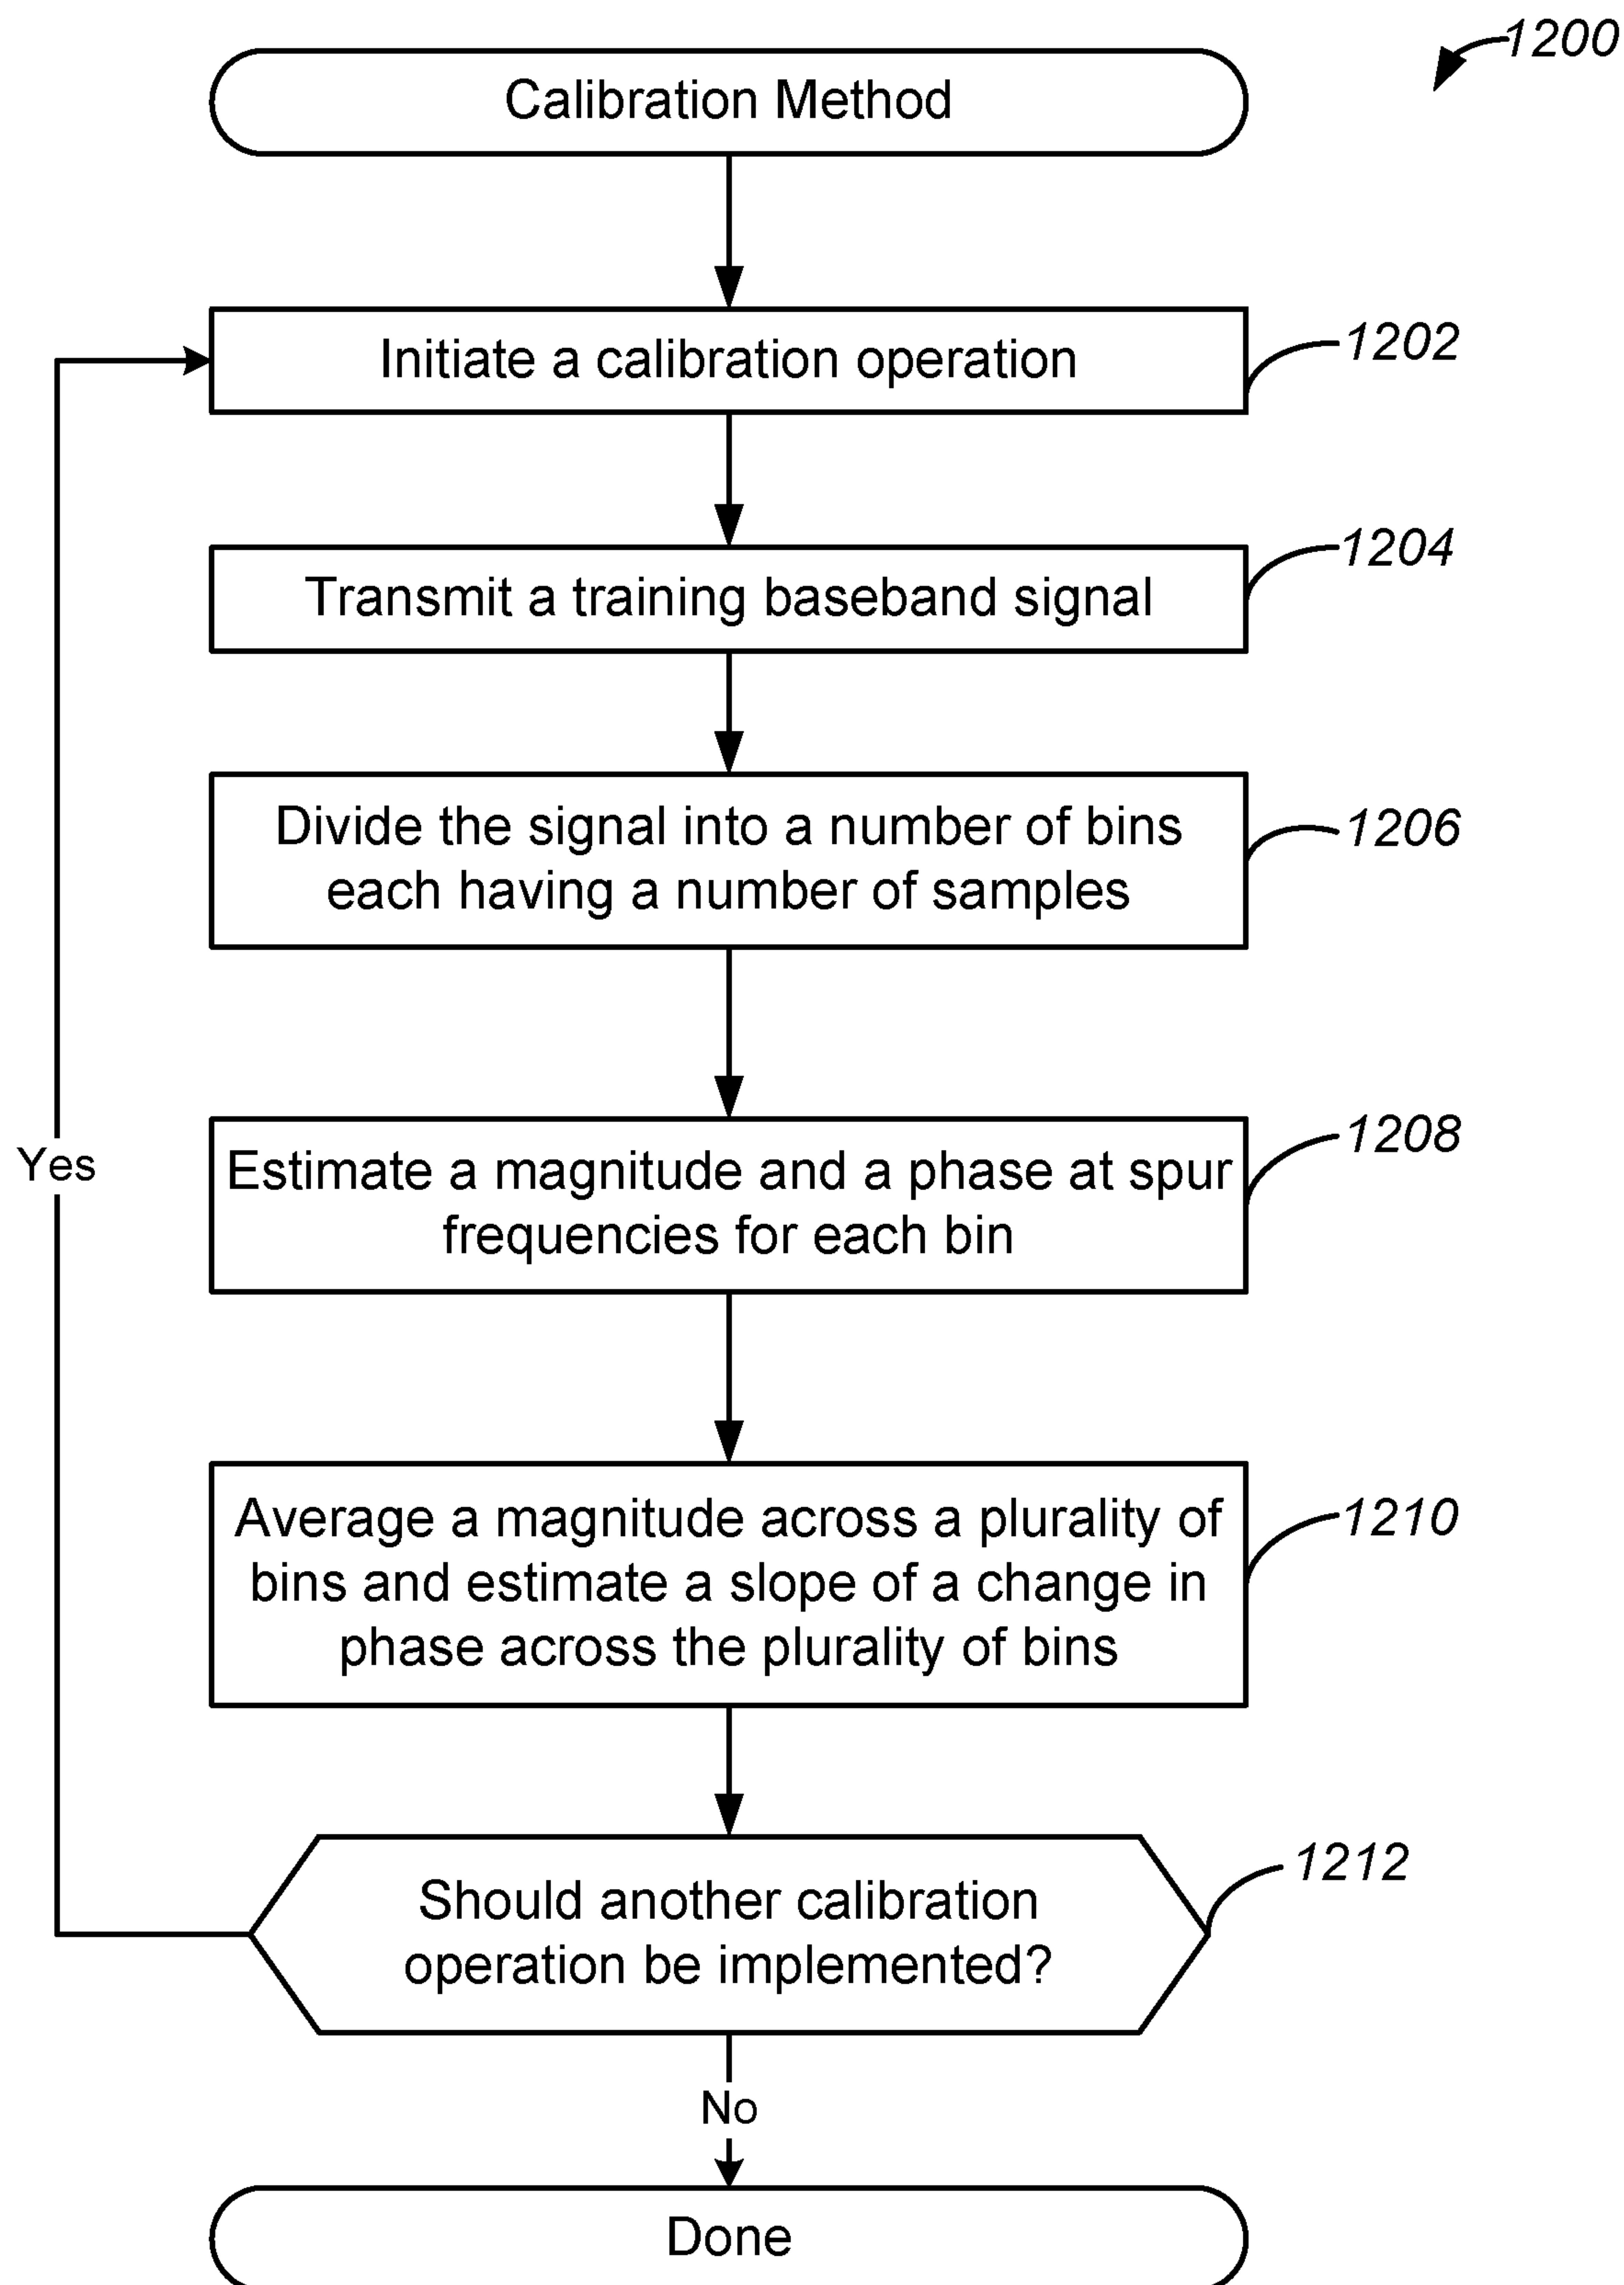 1200
Calibration Method
Initiate a calibration operation
1202
Transmit a training baseband signal
1204
Divide the signal into a number of bins
each having a number of samples
1206
Estimate a magnitude and a phase at spur
frequencies for each bin
1208
Yes
Average a magnitude across a plurality of
bins and estimate a slope of a change in
phase across the plurality of bins
1210
Should another calibration
operation be implemented?
1212
No
Done